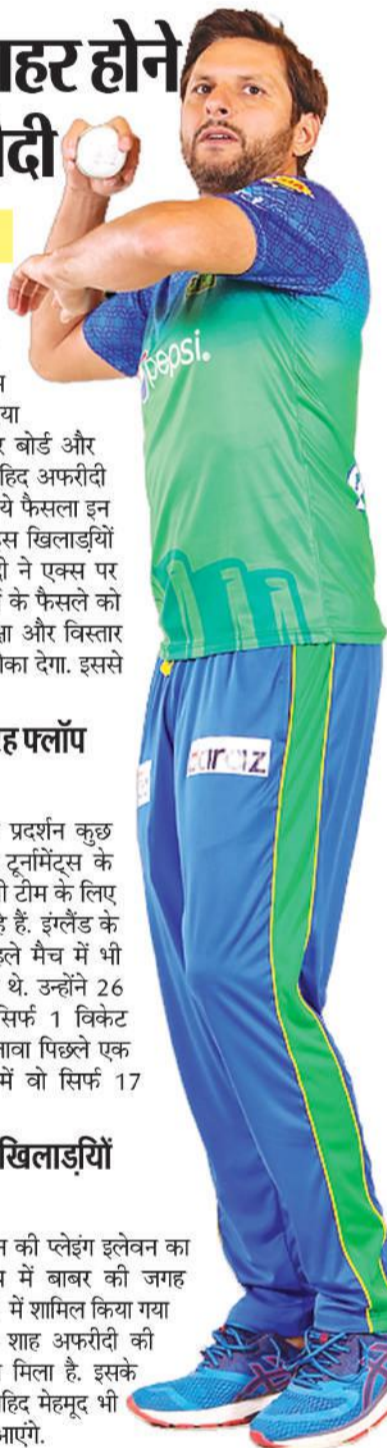 हर होने
दी
या
बोर्ड और
हिद अफरीदी
ये फैसला इन
स खिलाड़ियों
ने एक्स पर
के फैसले को
और विस्तार
का देगा. इससे
pepsi.
ह फ्लॉप
प्रदर्शन कुछ
टूर्नामेंट्स के
टीम के लिए
हे हैं. इंग्लैंड के
हले मैच में भी
थे. उन्होंने 26
सिर्फ 1 विकेट
लावा पिछले एक
में वो सिर्फ 17
खिलाड़ियों
न की प्लेइंग इलेवन का
में बाबर की जगह
में शामिल किया गया
शाह अफरीदी की
मिला है. इसके
हिद मेहमूद भी
आएंगे.